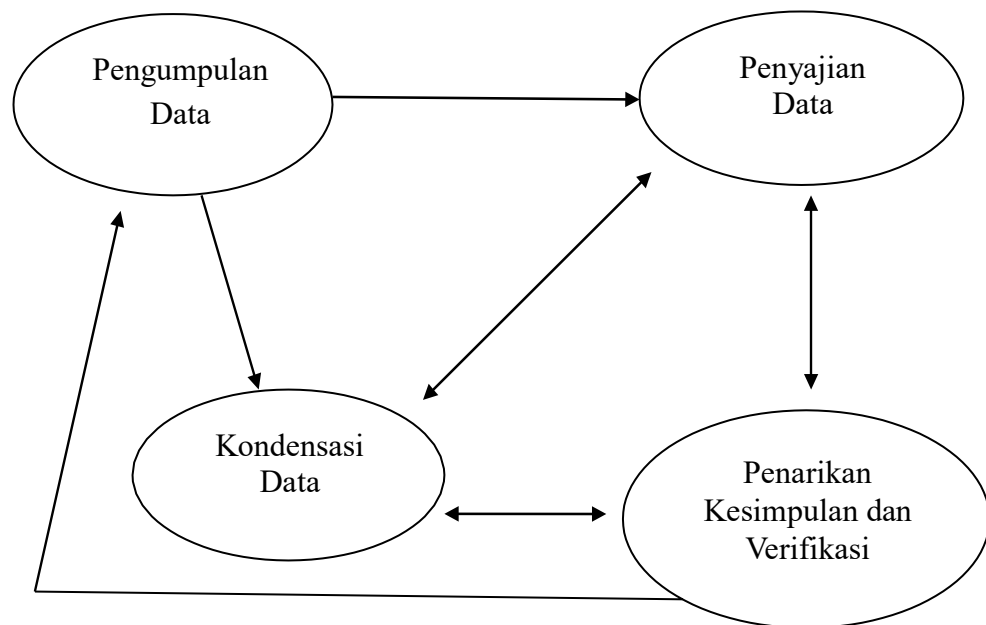 Pengumpulan
Data
Penyajian
Data
Kondensasi
Data
Penarikan
Kesimpulan dan
Verifikasi